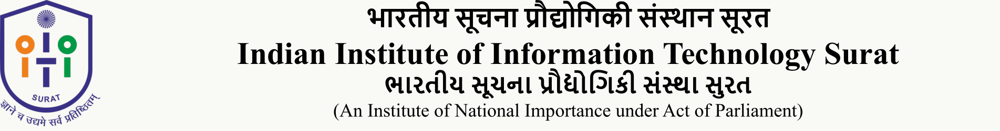 SURAT
ज्ञाने च उद्यमे सर्व प्रतिष्ठितम्
भारतीय सूचना प्रौद्योगिकी संस्थान सूरत
Indian Institute of Information Technology Surat
ભારતીય સૂચના પ્રૌદ્યોગિકી સંસ્થા સુરત
(An Institute of National Importance under Act of Parliament)